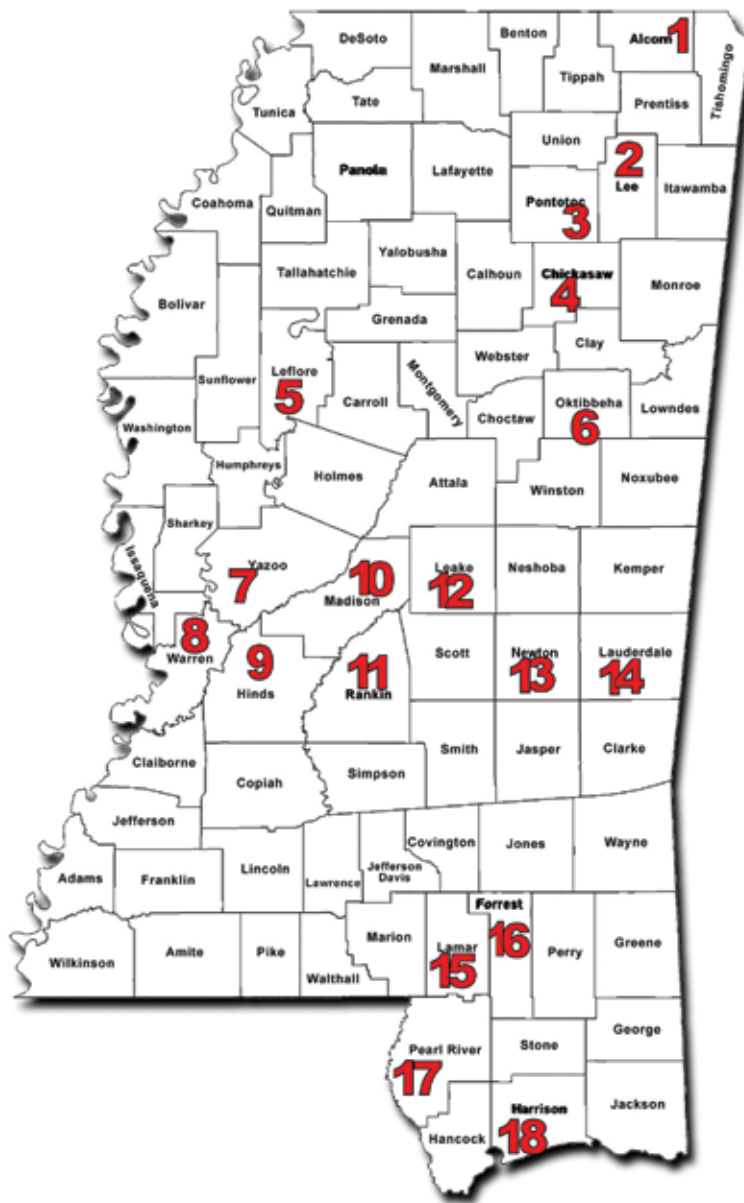 DeSoto
Benton
Alcorn 1
Marshall
Tippah
Tishomingo
Tate
Prentiss
Tunica
Union
2
Panola
Lafayette
Lee
Itawamba
Coahoma
Quitman
Pontotoc
3
Yalobusha
Tallahatchie
Calhoun
Chickasaw
4
Monroe
Bolivar
Grenada
Clay
Webster
Leflore
5
Sunflower
Carroll
Montgomery
Choctaw
Oktibbeha
6
Lowndes
Washington
Humphreys
Holmes
Attala
Winston
Noxubee
Sharkey
Issaquena
Yazoo
7
10
Madison
Leake
12
Neshoba
Kemper
8
Warren
9
Hinds
11
Rankin
Scott
Newton
13
Lauderdale
14
Claiborne
Copiah
Simpson
Smith
Jasper
Clarke
Jefferson
Covington
Jones
Wayne
Adams
Franklin
Lincoln
Lawrence
Jefferson
Davis
Forrest
16
Wilkinson
Amite
Pike
Walthall
Marion
Lamar
15
Perry
Greene
George
Pearl River
17
Stone
Hancock
Harrison
18
Jackson